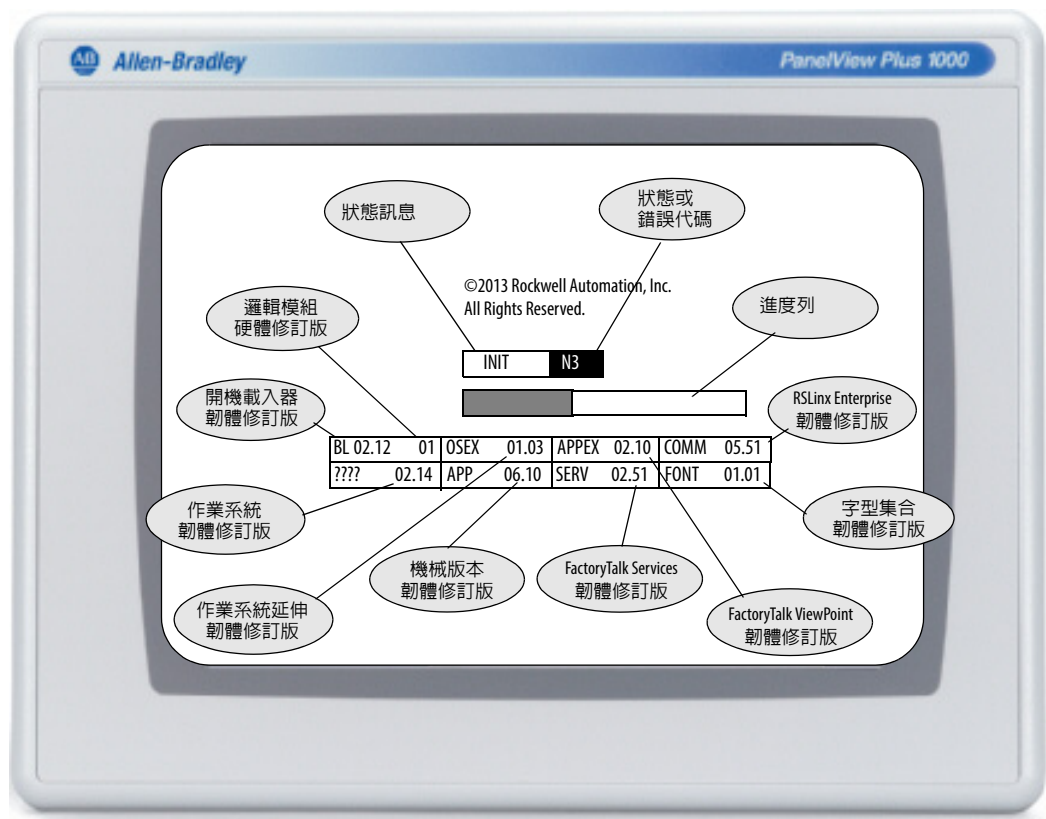 AB Allen-Bradley
PanelView Plus 1000
狀態訊息
狀態或
錯誤代碼
©2013 Rockwell Automation, Inc.
All Rights Reserved.
邏輯模組
硬體修訂版
進度列
INIT N3
開機載入器
韌體修訂版
RSLinx Enterprise
韌體修訂版
BL 02.12 01 OSEX 01.03 APPEX 02.10 COMM 05.51
???? 02.14 APP 06.10 SERV 02.51 FONT 01.01
作業系統
韌體修訂版
字型集合
韌體修訂版
機械版本
韌體修訂版
FactoryTalk Services
韌體修訂版
作業系統延伸
韌體修訂版
FactoryTalk ViewPoint
韌體修訂版